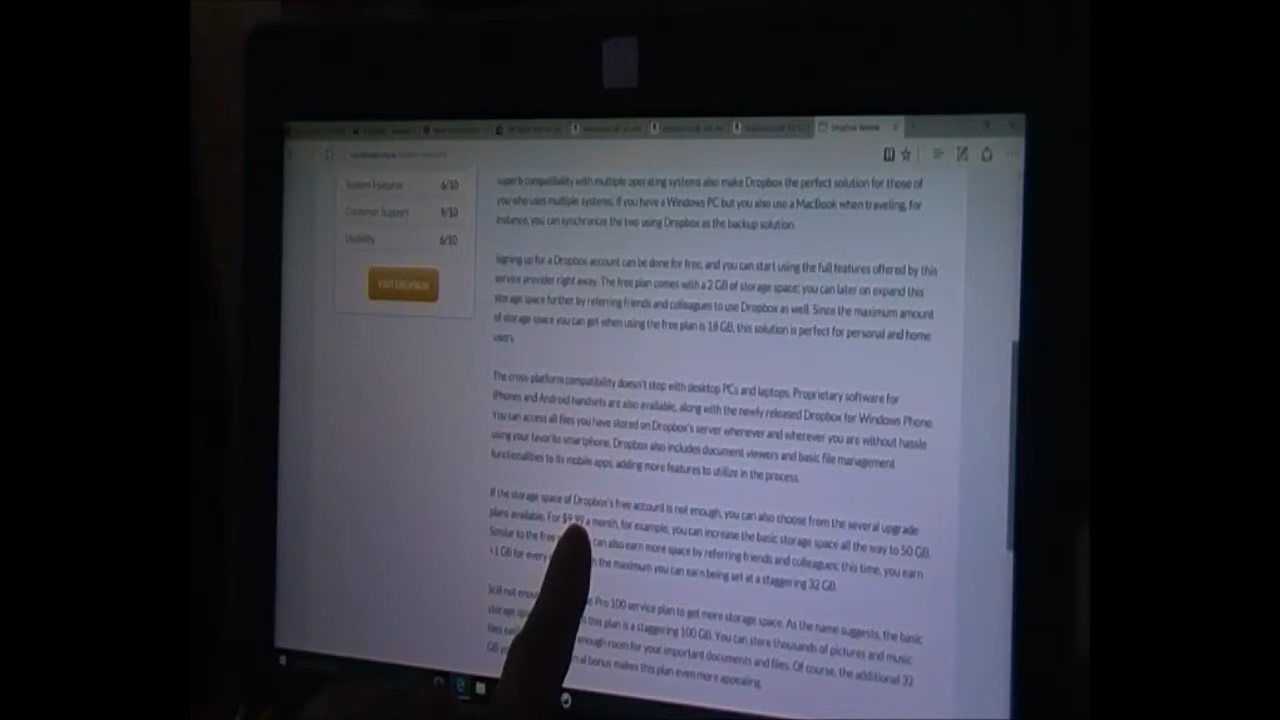 Dropbox Review
System Features 6/10
Customer Support 9/10
Usability 6/10
VISIT DROPBOX
superb compatibility with multiple operating systems also make Dropbox the perfect solution for those of
you who uses multiple systems. If you have a Windows PC but you also use a MacBook when traveling, for
instance, you can synchronize the two using Dropbox as the backup solution.
Signing up for a Dropbox account can be done for free, and you can start using the full features offered by this
service provider right away. The free plan comes with a 2 GB of storage space; you can later on expand this
storage space further by referring friends and colleagues to use Dropbox as well. Since the maximum amount
of storage space you can get when using the free plan is 18 GB, this solution is perfect for personal and home
users.
The cross platform compatibility doesn't stop with desktop PCs and laptops. Proprietary software for
iPhones and Android handsets are also available, along with the newly released Dropbox for Windows Phone.
You can access all files you have stored on Dropbox's server whenever and wherever you are without hassle
using your favorite smartphone. Dropbox also includes document viewers and basic file management
functionalities to its mobile apps, adding more features to utilize in the process.
If the storage space of Dropbox's free account is not enough, you can also choose from the several upgrade
plans available. For $9.99 a month, for example, you can increase the basic storage space all the way to 50 GB.
Similar to the free can also earn more space by referring friends and colleagues; this time, you earn
+1 GB for every the maximum you can earn being set at a staggering 32 GB.
Still not Pro 100 service plan to get more storage space. As the name suggests, the basic
storage this plan is a staggering 100 GB. You can store thousands of pictures and music
files enough room for your important documents and files. Of course, the additional 32
GB bonus makes this plan even more appealing.